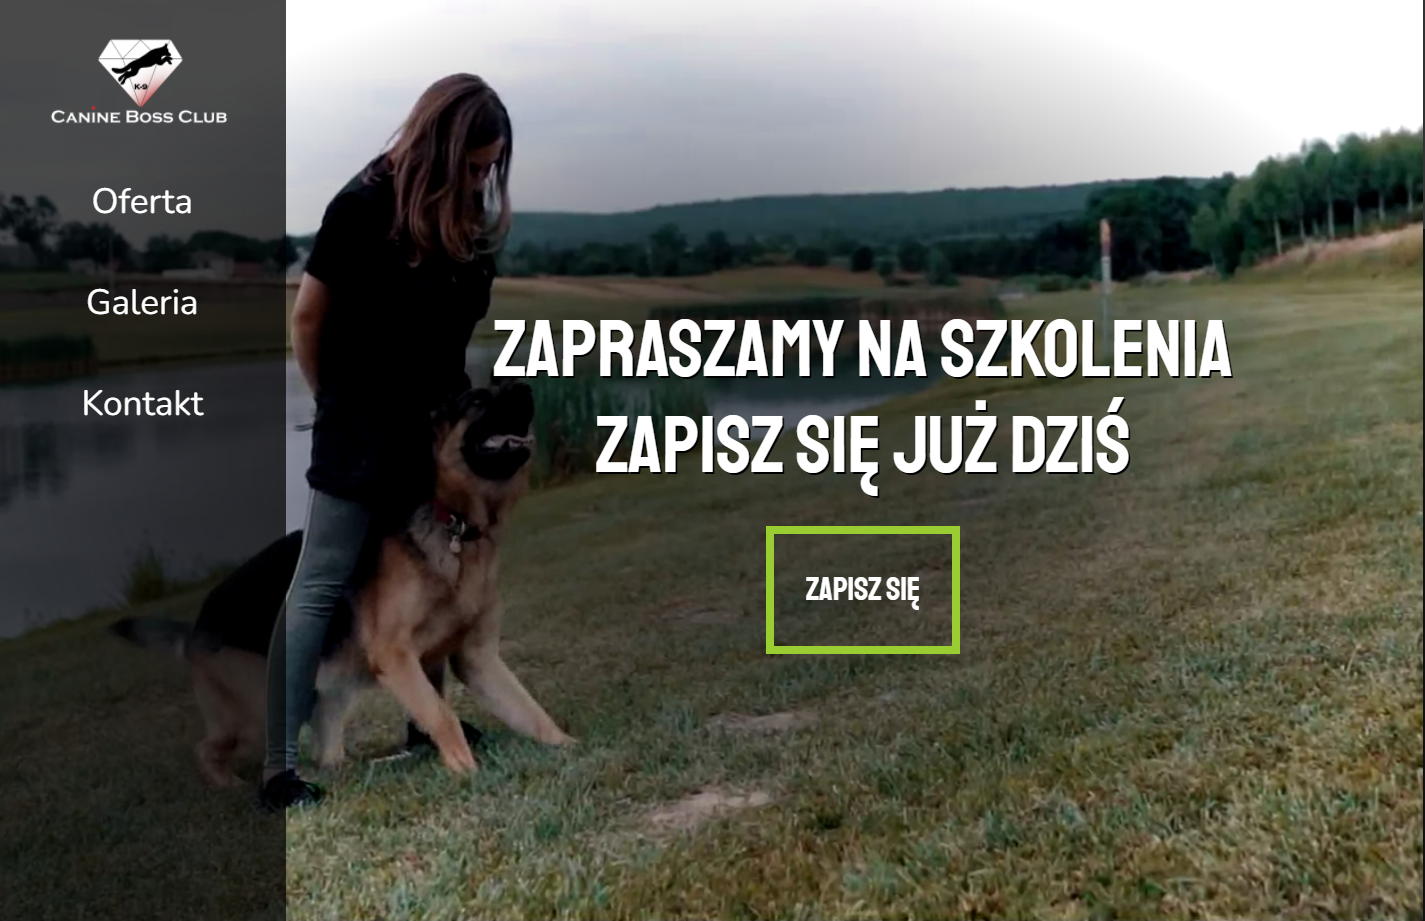 K-9
CANINE BOSS CLUB
Oferta
Galeria
Kontakt
ZAPRASZAMY NA SZKOLENIA
ZAPISZ SIĘ JUŻ DZIŚ
ZAPISZ SIĘ